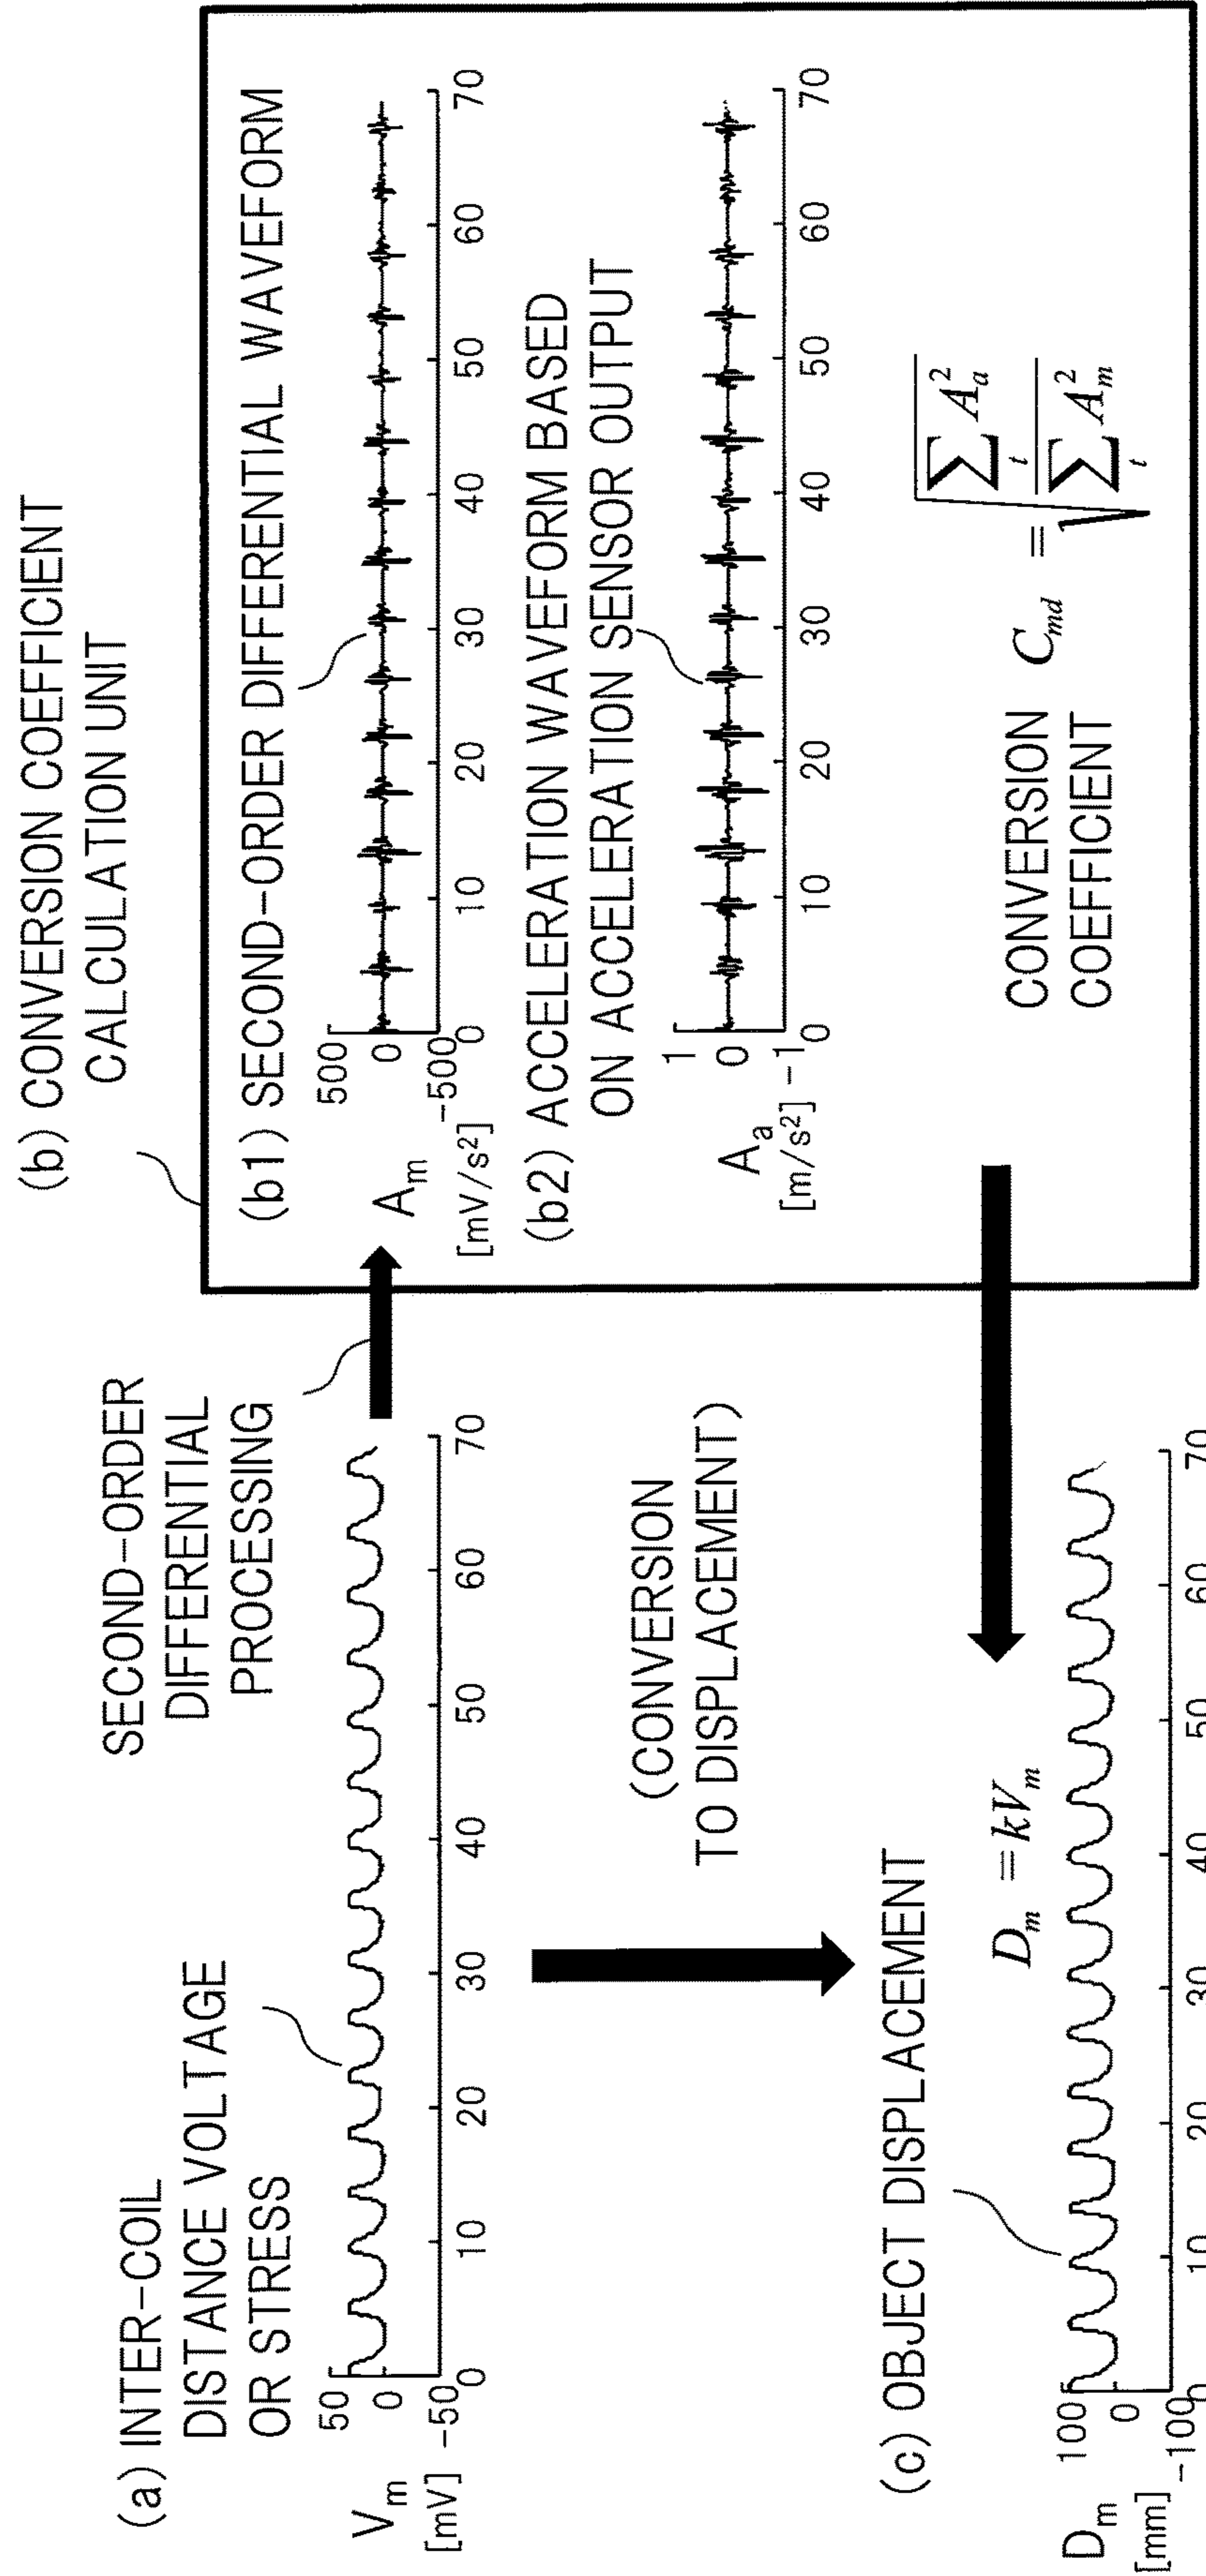 (a) INTER-COIL
DISTANCE VOLTAGE
OR STRESS
V_m
[mV]
50
0
-50
0 10 20 30 40 50 60 70
SECOND-ORDER
DIFFERENTIAL
PROCESSING
(b) CONVERSION COEFFICIENT
CALCULATION UNIT
(b1) SECOND-ORDER DIFFERENTIAL WAVEFORM
A_m
[mV/s²]
500
0
-500
0 10 20 30 40 50 60 70
(b2) ACCELERATION WAVEFORM BASED
ON ACCELERATION SENSOR OUTPUT
A_a
[m/s²]
1
0
-1
0 10 20 30 40 50 60 70
CONVERSION
COEFFICIENT
C_md = √(∑_t A_a² / ∑_t A_m²)
(CONVERSION
TO DISPLACEMENT)
(c) OBJECT DISPLACEMENT
D_m = kV_m
D_m
[mm]
100
0
-100
0 10 20 30 40 50 60 70